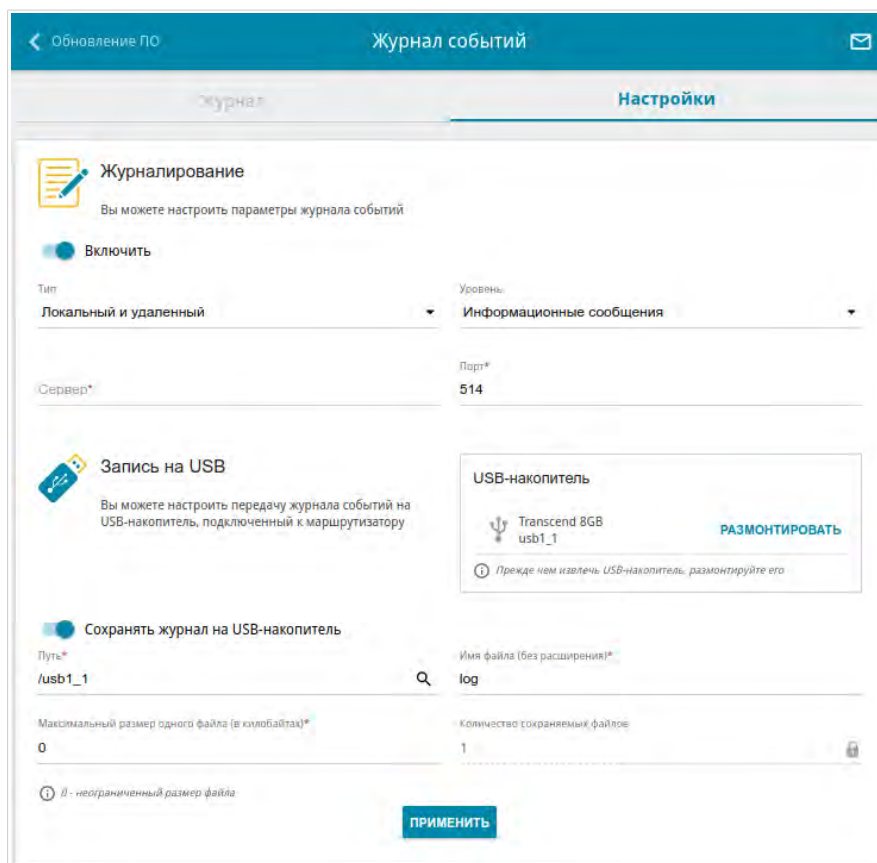 Обновление ПО
Журнал событий
Журнал
Настройки
Журналирование
Вы можете настроить параметры журнала событий
Включить
Тип
Локальный и удаленный
Уровень
Информационные сообщения
Сервер*
Порт*
514
Запись на USB
Вы можете настроить передачу журнала событий на
USB-накопитель, подключенный к маршрутизатору
USB-накопитель
Transcend 8GB
usb1_1
РАЗМОНТИРОВАТЬ
Прежде чем извлечь USB-накопитель, размонтируйте его
Сохранять журнал на USB-накопитель
Путь*
/usb1_1
Имя файла (без расширения)*
log
Максимальный размер одного файла (в килобайтах)*
0
Количество сохраняемых файлов
1
0 - неограниченный размер файла
ПРИМЕНИТЬ